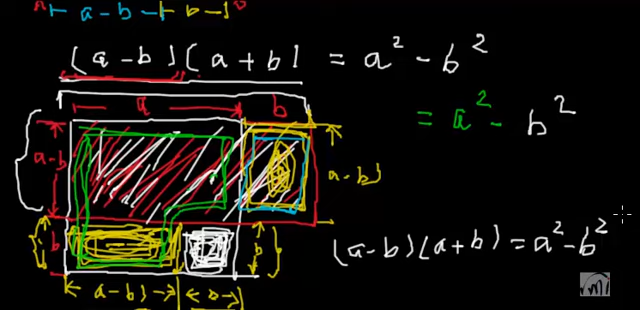 a-b b
(a-b)(a+b) = a² - b²
a b
= a² - b²
a-b a-b
b b
(a-b)(a+b) = a² - b²
a-b b